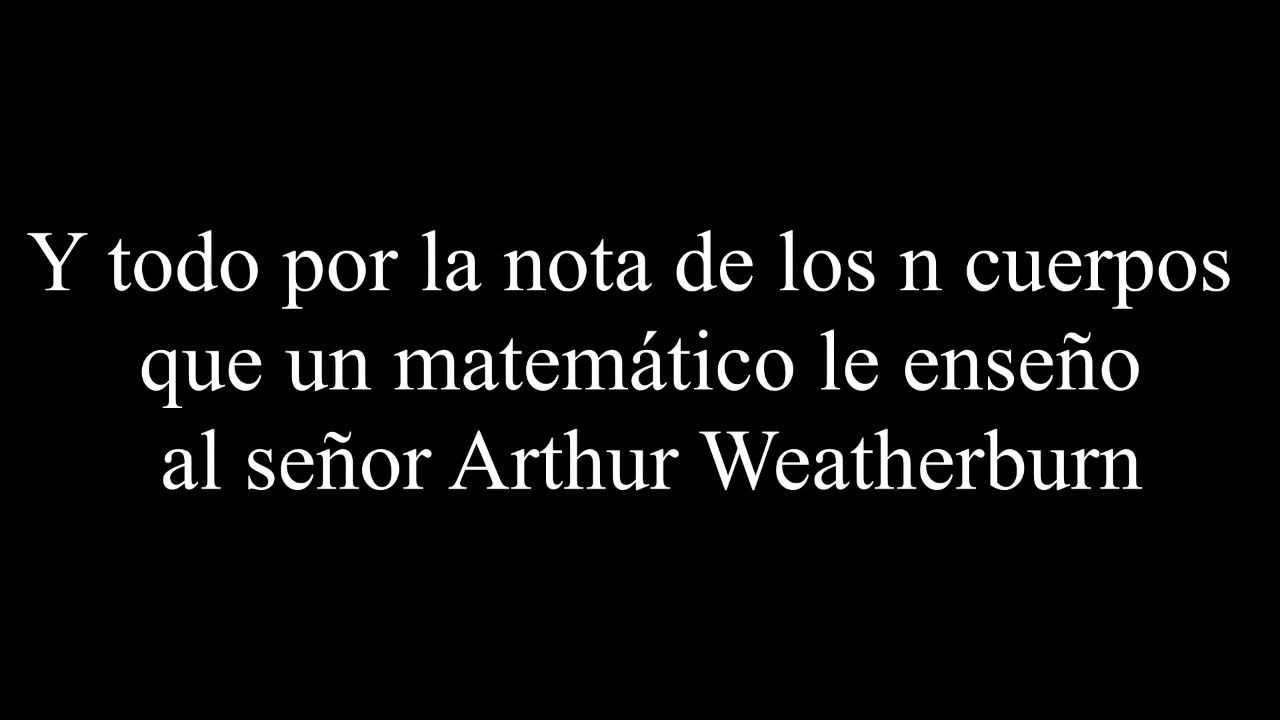 Y todo por la nota de los n cuerpos
que un matemático le enseño
al señor Arthur Weatherburn